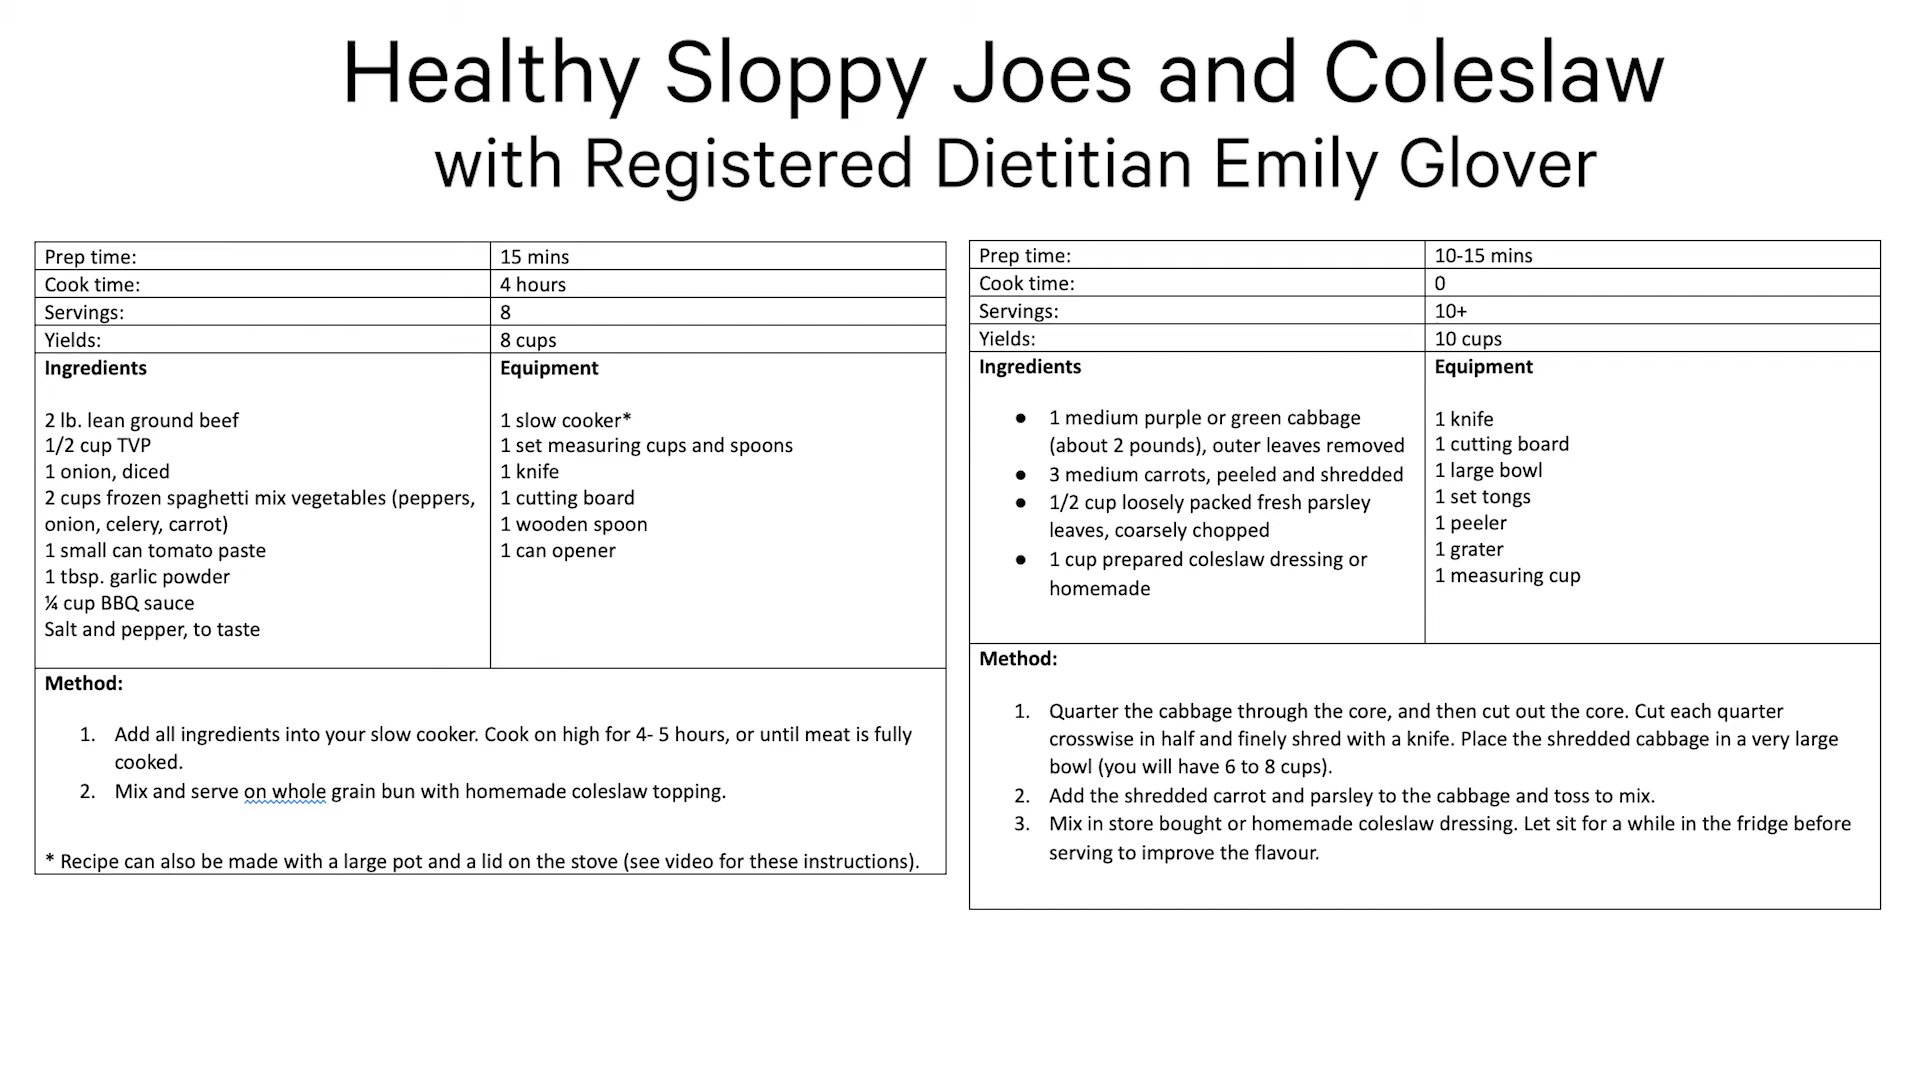 Healthy Sloppy Joes and Coleslaw
with Registered Dietitian Emily Glover
Prep time: 15 mins
Cook time: 4 hours
Servings: 8
Yields: 8 cups
Ingredients
2 lb. lean ground beef
1/2 cup TVP
1 onion, diced
2 cups frozen spaghetti mix vegetables (peppers,
onion, celery, carrot)
1 small can tomato paste
1 tbsp. garlic powder
¼ cup BBQ sauce
Salt and pepper, to taste
Equipment
1 slow cooker*
1 set measuring cups and spoons
1 knife
1 cutting board
1 wooden spoon
1 can opener
Method:
1. Add all ingredients into your slow cooker. Cook on high for 4- 5 hours, or until meat is fully
cooked.
2. Mix and serve on whole grain bun with homemade coleslaw topping.
* Recipe can also be made with a large pot and a lid on the stove (see video for these instructions).
Prep time: 10-15 mins
Cook time: 0
Servings: 10+
Yields: 10 cups
Ingredients
● 1 medium purple or green cabbage
(about 2 pounds), outer leaves removed
● 3 medium carrots, peeled and shredded
● 1/2 cup loosely packed fresh parsley
leaves, coarsely chopped
● 1 cup prepared coleslaw dressing or
homemade
Equipment
1 knife
1 cutting board
1 large bowl
1 set tongs
1 peeler
1 grater
1 measuring cup
Method:
1. Quarter the cabbage through the core, and then cut out the core. Cut each quarter
crosswise in half and finely shred with a knife. Place the shredded cabbage in a very large
bowl (you will have 6 to 8 cups).
2. Add the shredded carrot and parsley to the cabbage and toss to mix.
3. Mix in store bought or homemade coleslaw dressing. Let sit for a while in the fridge before
serving to improve the flavour.